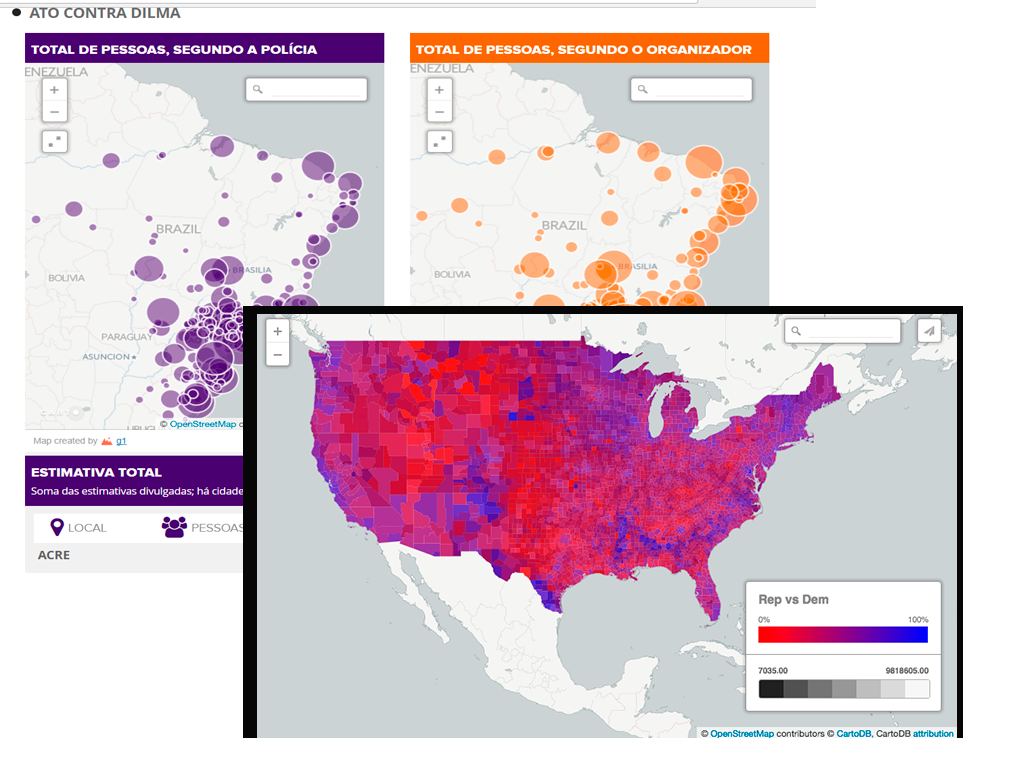 ATO CONTRA DILMA
TOTAL DE PESSOAS, SEGUNDO A POLÍCIA
ENEZUELA
BRAZIL
BRASILIA
BOLIVIA
PARAGUAY
ASUNCION
© OpenStreetMap c
Map created by g1
ESTIMATIVA TOTAL
Soma das estimativas divulgadas; há cidade
LOCAL PESSOAS
ACRE
TOTAL DE PESSOAS, SEGUNDO O ORGANIZADOR
ENEZUELA
BRAZIL
BRASILIA
BOLIVIA
Rep vs Dem
0% 100%
7035.00 9818605.00
© OpenStreetMap contributors © CartoDB, CartoDB attribution